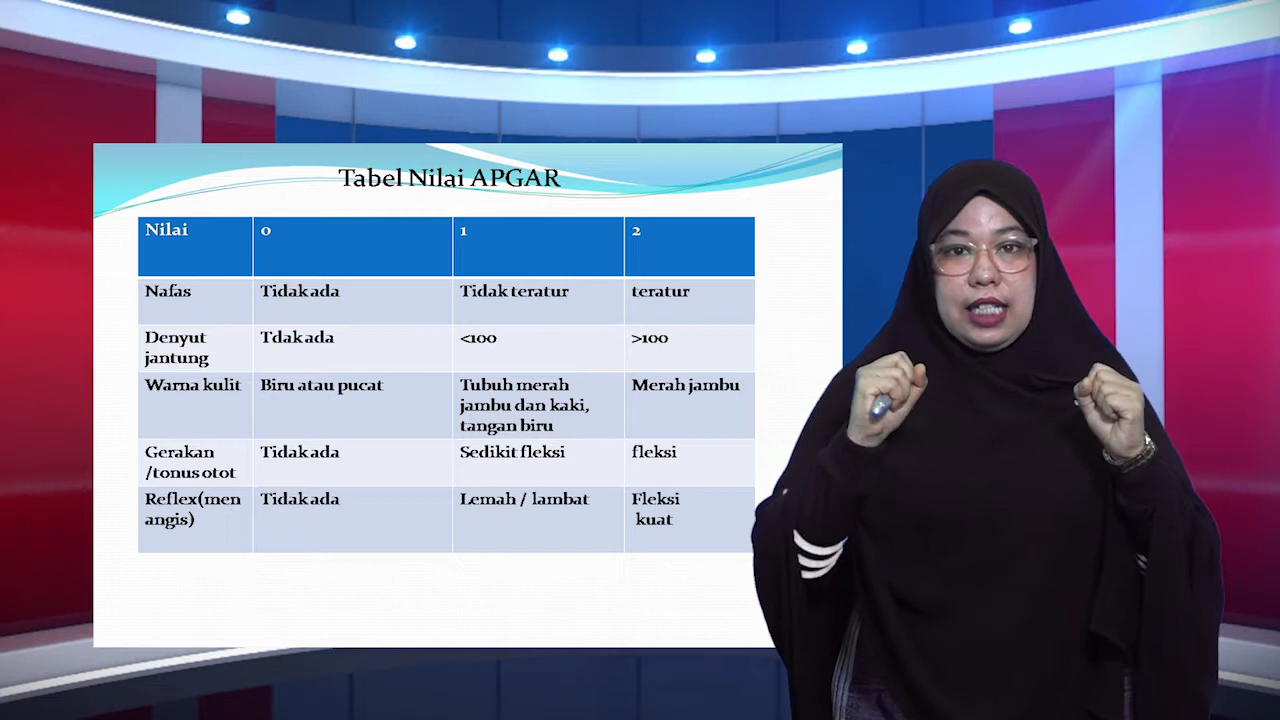 Tabel Nilai APGAR
Nilai 0 1 2
Nafas Tidak ada Tidak teratur teratur
Denyut jantung Tdak ada <100 >100
Warna kulit Biru atau pucat Tubuh merah jambu dan kaki, tangan biru Merah jambu
Gerakan /tonus otot Tidak ada Sedikit fleksi fleksi
Reflex(menangis) Tidak ada Lemah / lambat Fleksi kuat